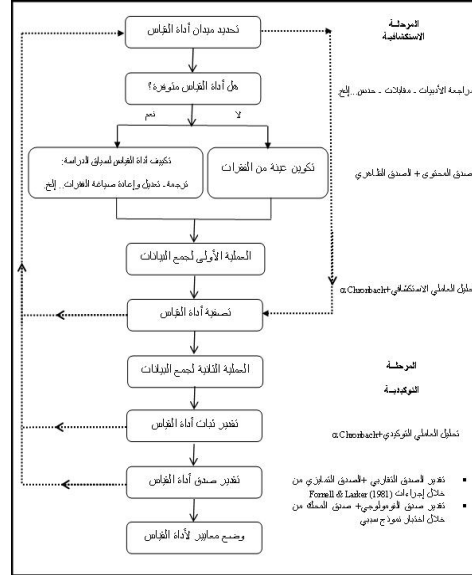 المرحلة
الاستكشافية
تحديد ميدان أداة القياس
هل أداة القياس متوفرة؟
مراجعة الأدبيات - مقابلات - حدس...إلخ.
نعم
لا
تكييف أداة القياس لسياق الدراسة:
ترجمة- تعديل وإعادة صياغة الفقرات.. إلخ.
تكوين عينة من الفقرات
صدق المحتوى + الصدق الظاهري
العملية الأولى لجمع البيانات
تحليل العاملي الاستكشافي+α Chronbach
تصفية أداة القياس
المرحلة
التوكيدية
العملية الثانية لجمع البيانات
تقدير ثبات أداة القياس
تحليل العاملي التوكيدي+α Chronbach
تقدير صدق أداة القياس
▪ تقدير الصدق التقاربي +الصدق التمايزي من
خلال إجراءات Fornell & Larker (1981)
▪ تقدير صدق النومولوجي+ صدق المحك من
خلال اختبار نموذج سببي
وضع معايير لأداة القياس